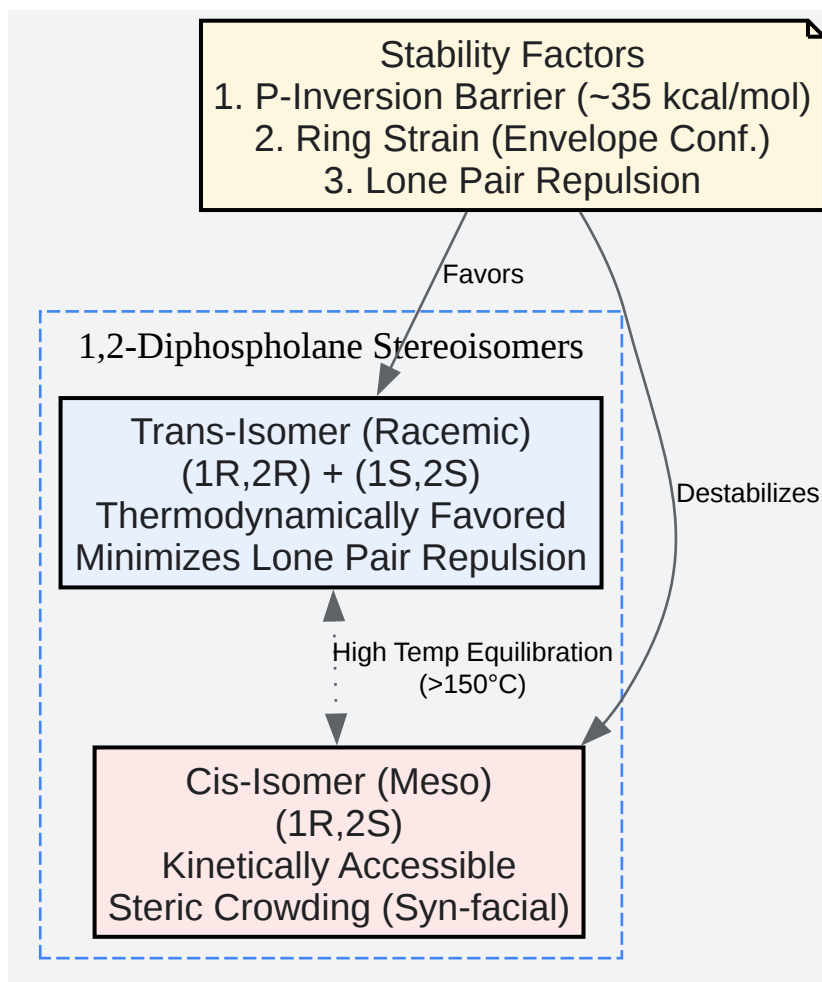 Stability Factors
1. P-Inversion Barrier (~35 kcal/mol)
2. Ring Strain (Envelope Conf.)
3. Lone Pair Repulsion
Favors
1,2-Diphospholane Stereoisomers
Trans-Isomer (Racemic)
(1R,2R) + (1S,2S)
Thermodynamically Favored
Minimizes Lone Pair Repulsion
Destabilizes
High Temp Equilibration
(>150°C)
Cis-Isomer (Meso)
(1R,2S)
Kinetically Accessible
Steric Crowding (Syn-facial)